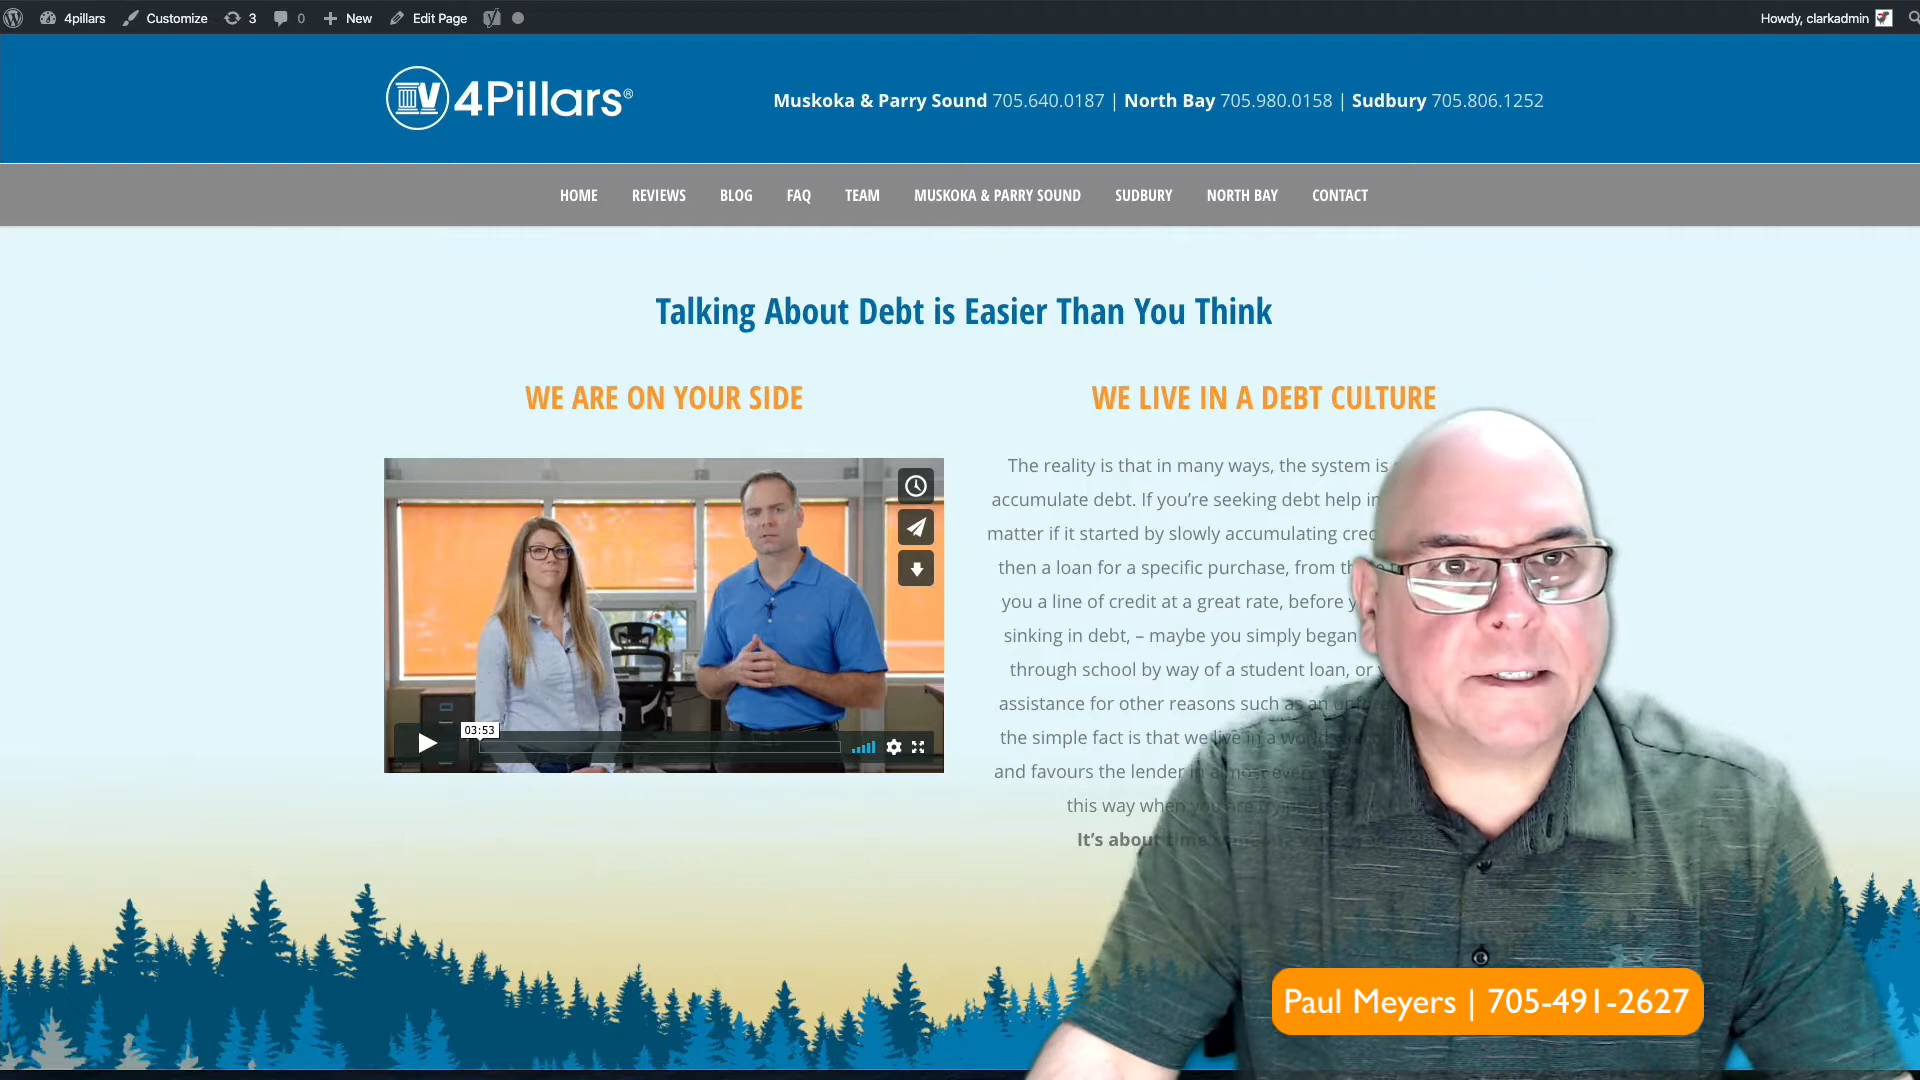 4pillars Customize 3 0 New Edit Page Howdy, clarkadmin
IV 4Pillars®
Muskoka & Parry Sound 705.640.0187 | North Bay 705.980.0158 | Sudbury 705.806.1252
HOME REVIEWS BLOG FAQ TEAM MUSKOKA & PARRY SOUND SUDBURY NORTH BAY CONTACT
Talking About Debt is Easier Than You Think
WE ARE ON YOUR SIDE
03:53
WE LIVE IN A DEBT CULTURE
The reality is that in many ways, the system is
accumulate debt. If you’re seeking debt help in
matter if it started by slowly accumulating
then a loan for a specific purchase, from
you a line of credit at a great rate, before
sinking in debt, – maybe you simply began
through school by way of a student loan, or
assistance for other reasons such as an
the simple fact is that we live in a world
and favours the lender in almost every
this way when you are
It’s about time
Paul Meyers | 705-491-2627